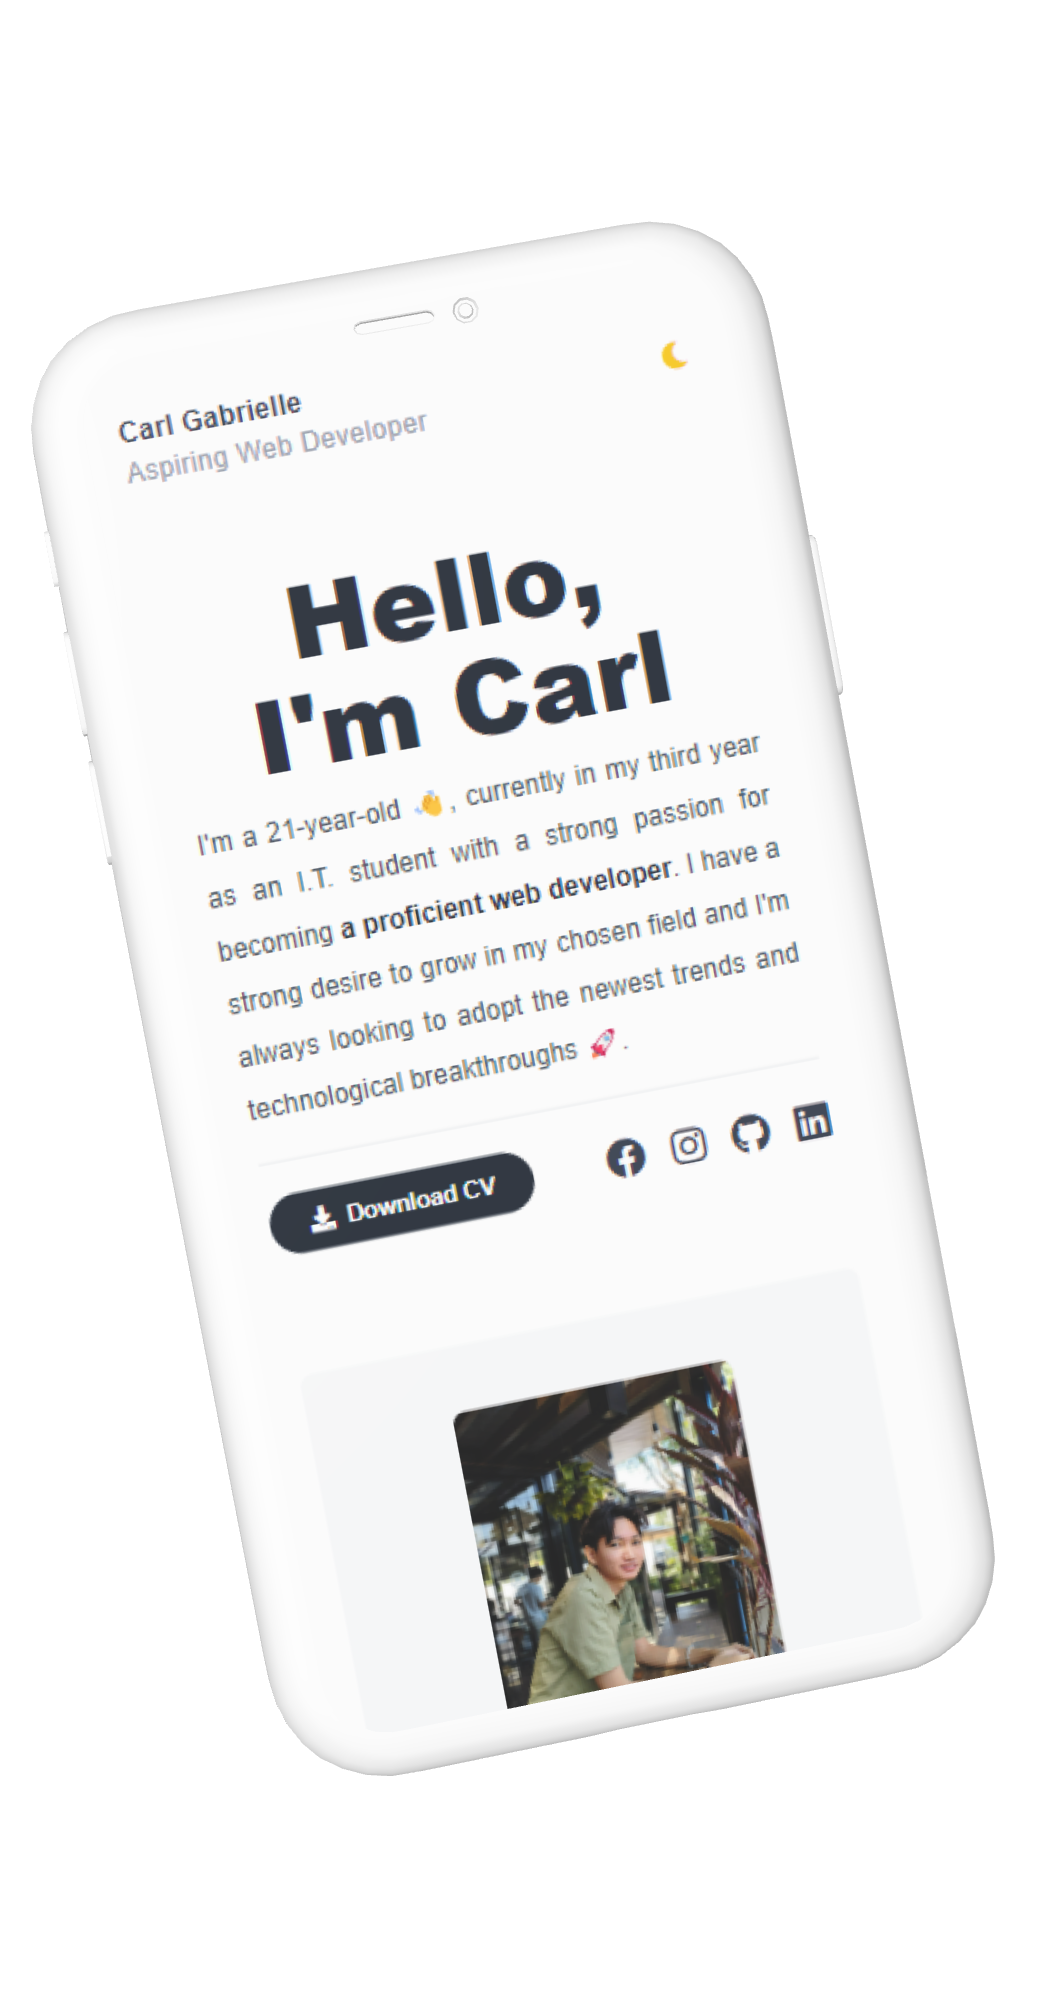 Carl Gabrielle
Aspiring Web Developer
Hello,
I'm Carl
I'm a 21-year-old 👋, currently in my third year
as an I.T. student with a strong passion for
becoming a proficient web developer. I have a
strong desire to grow in my chosen field and I'm
always looking to adopt the newest trends and
technological breakthroughs 🚀.
Download CV